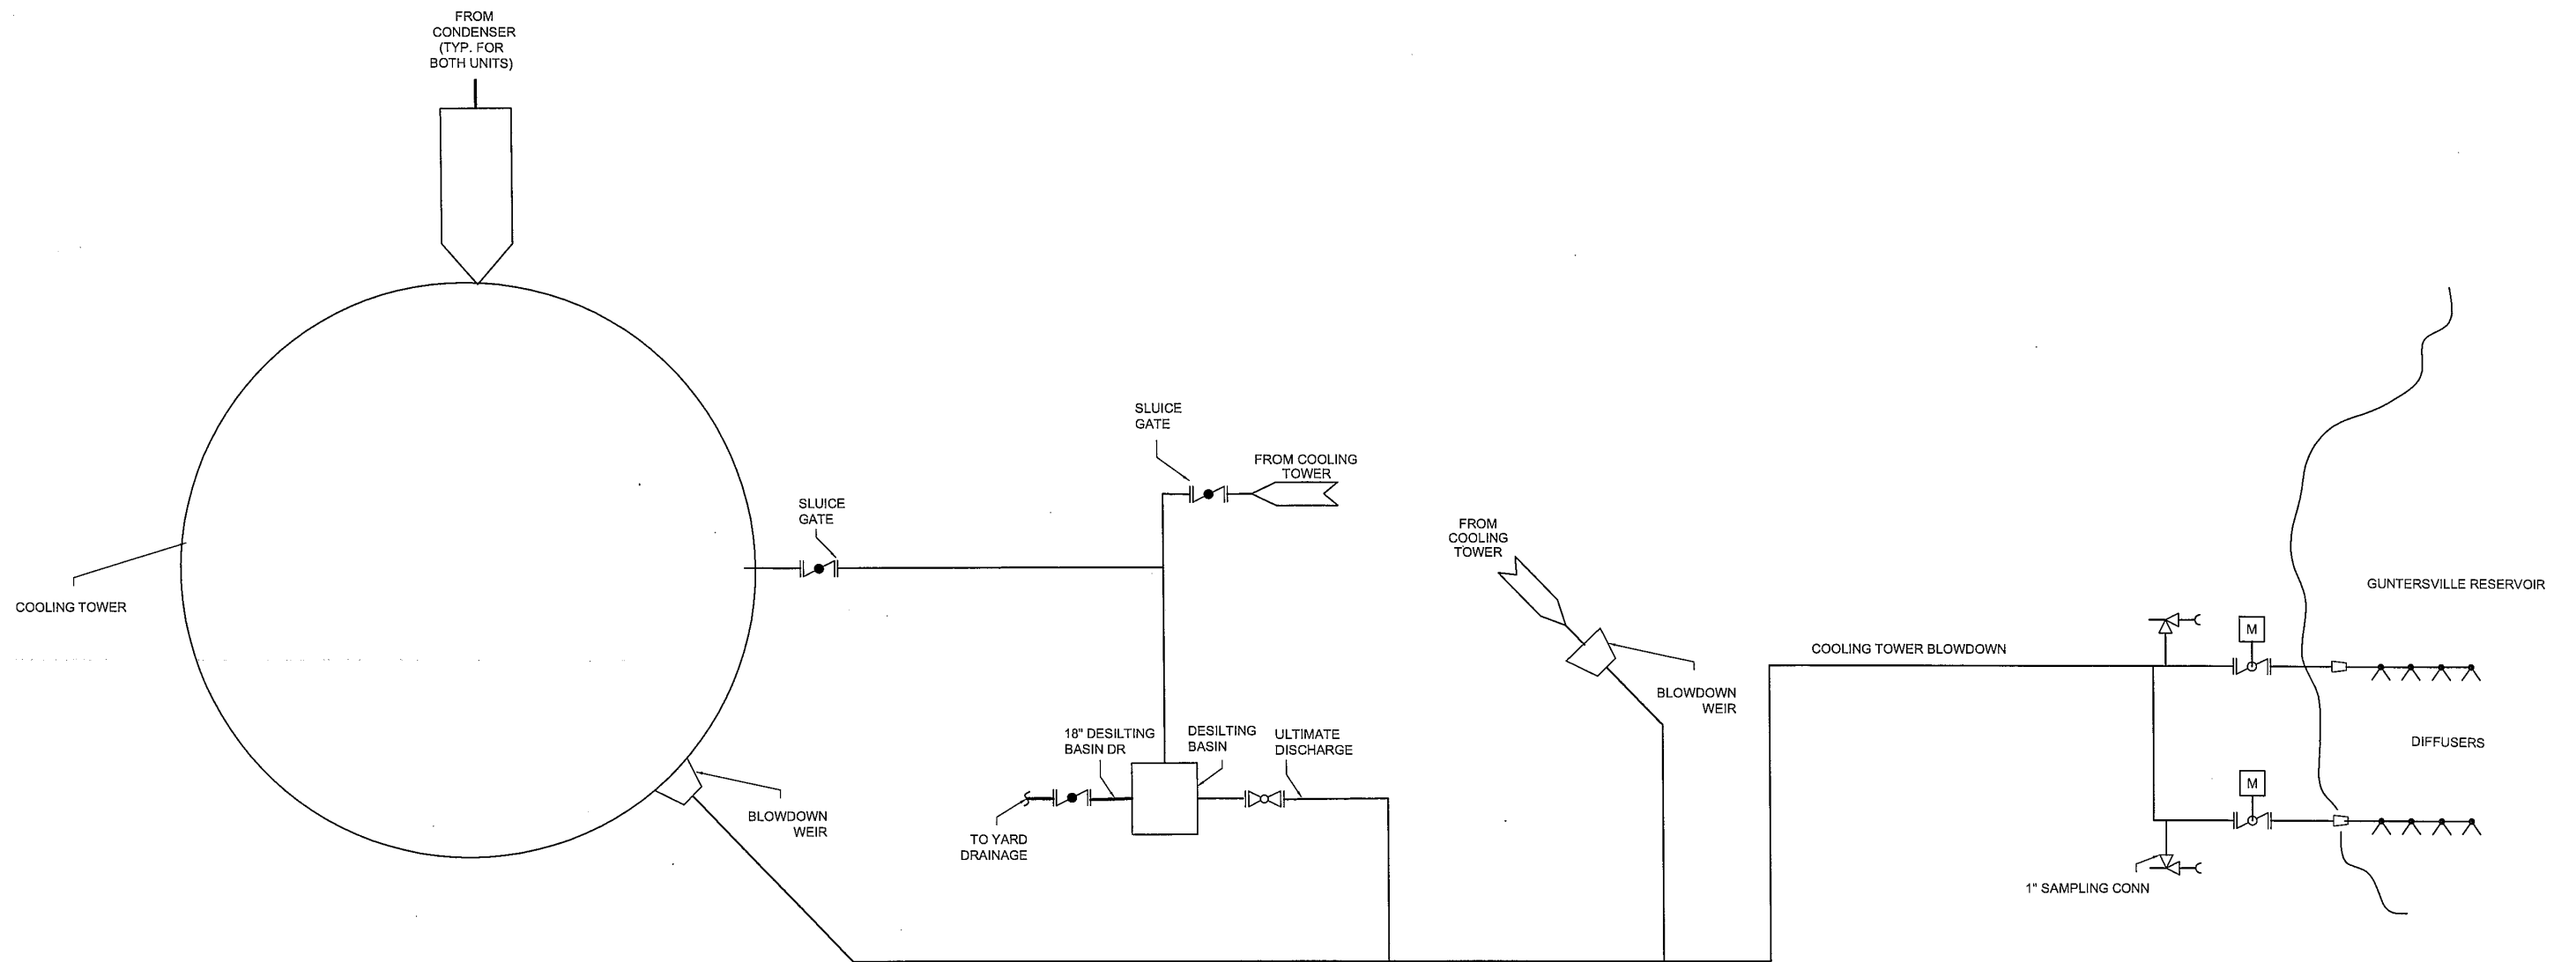 FROM
CONDENSER
(TYP. FOR
BOTH UNITS)
SLUICE
GATE
FROM COOLING
TOWER
SLUICE
GATE
FROM
COOLING
TOWER
COOLING TOWER
GUNTERSVILLE RESERVOIR
M
COOLING TOWER BLOWDOWN
BLOWDOWN
WEIR
18" DESILTING
BASIN DR
DESILTING
BASIN
ULTIMATE
DISCHARGE
DIFFUSERS
M
BLOWDOWN
WEIR
TO YARD
DRAINAGE
1" SAMPLING CONN